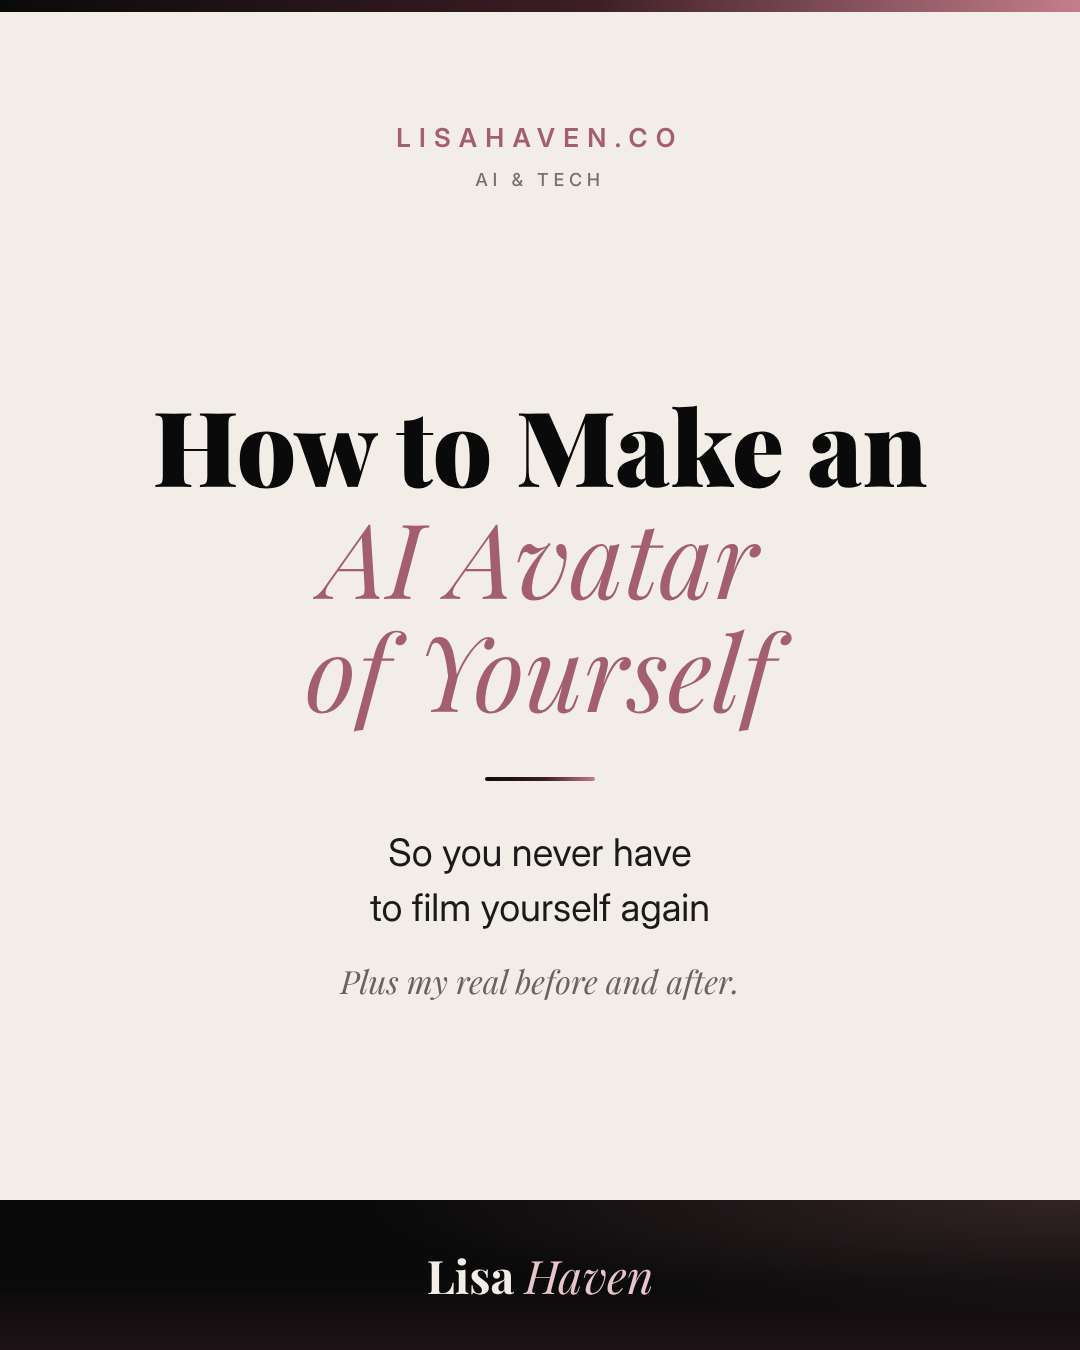 LISAHAVEN.CO
AI & TECH
How to Make an
AI Avatar
of Yourself
So you never have
to film yourself again
Plus my real before and after.
Lisa Haven